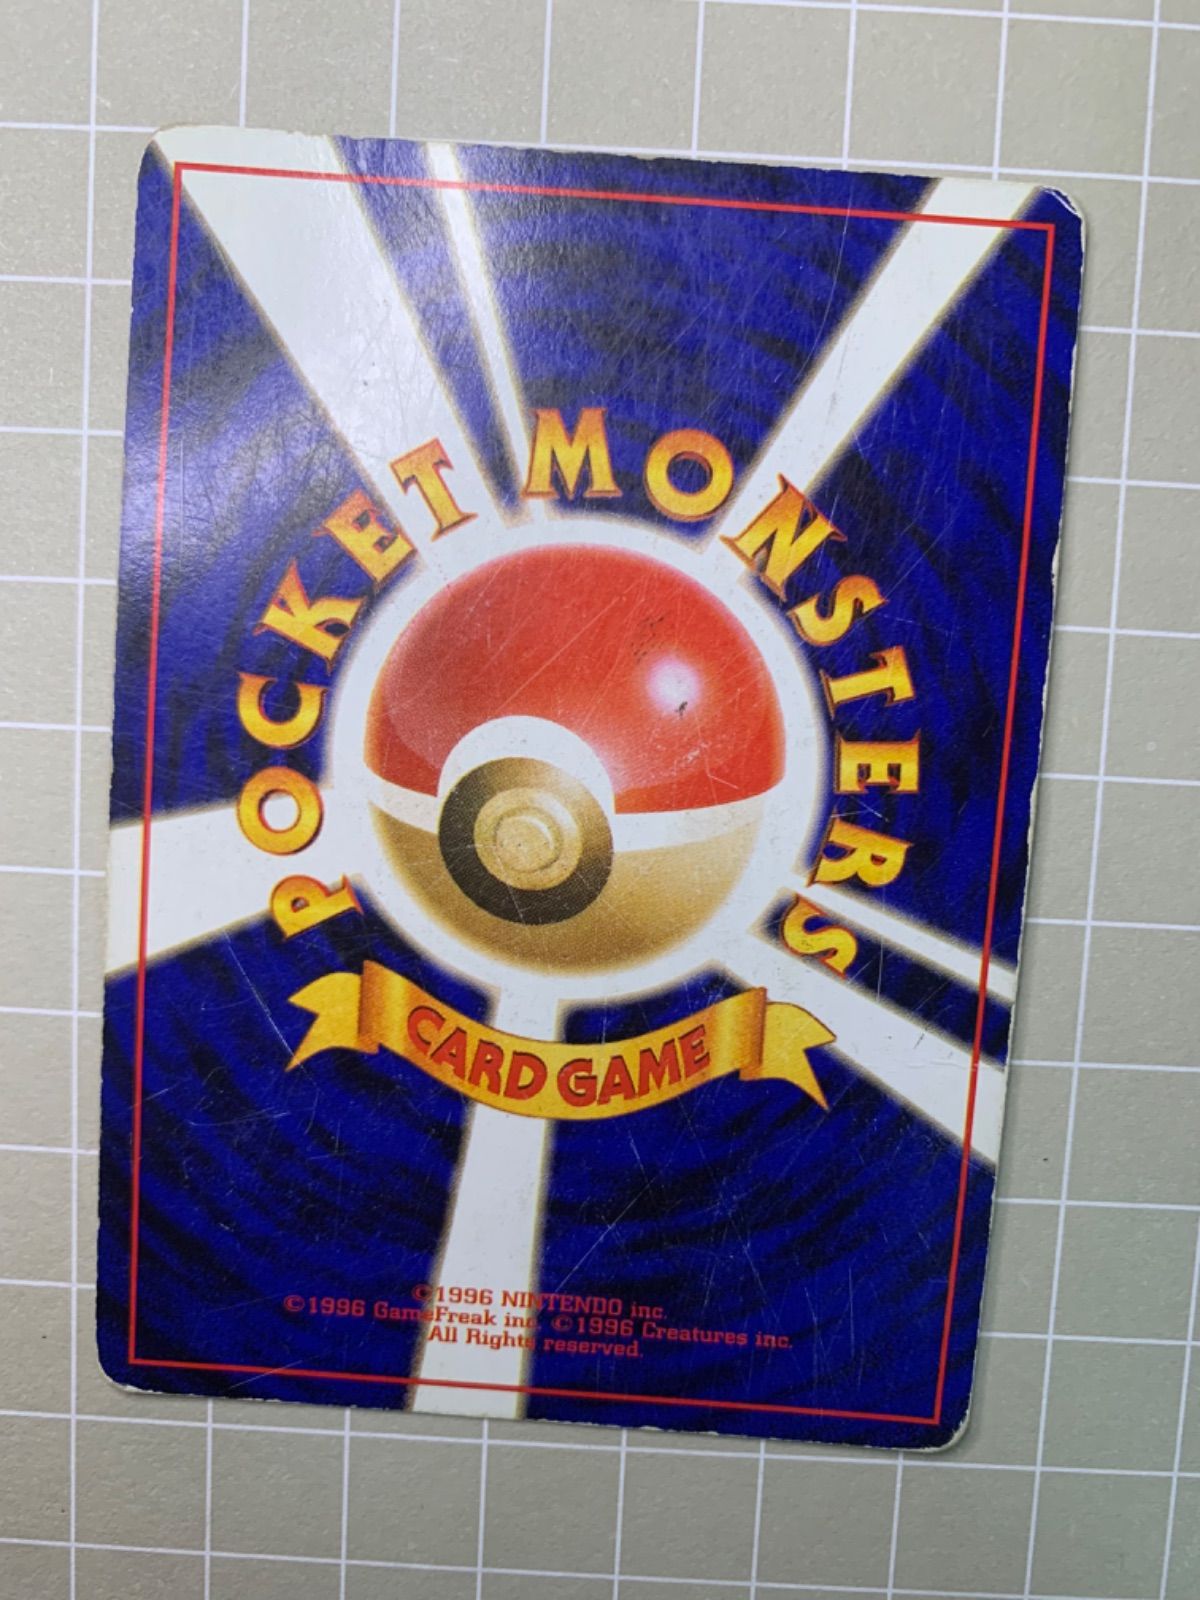 POCKET MONSTERS
CARD GAME
©1996 NINTENDO inc.
©1996 GameFreak inc. ©1996 Creatures inc.
All Rights reserved.